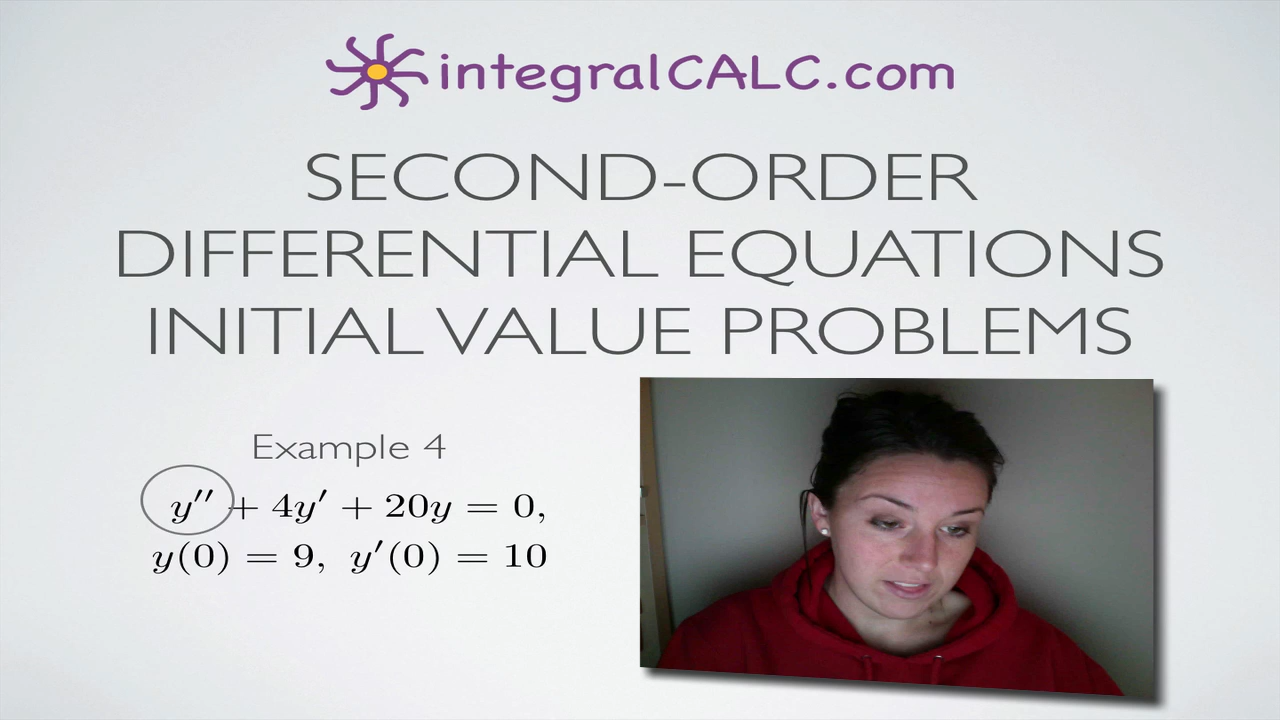 integralCALC.com
SECOND-ORDER
DIFFERENTIAL EQUATIONS
INITIAL VALUE PROBLEMS
Example 4
y′′ + 4y′ + 20y = 0,
y(0) = 9, y′(0) = 10